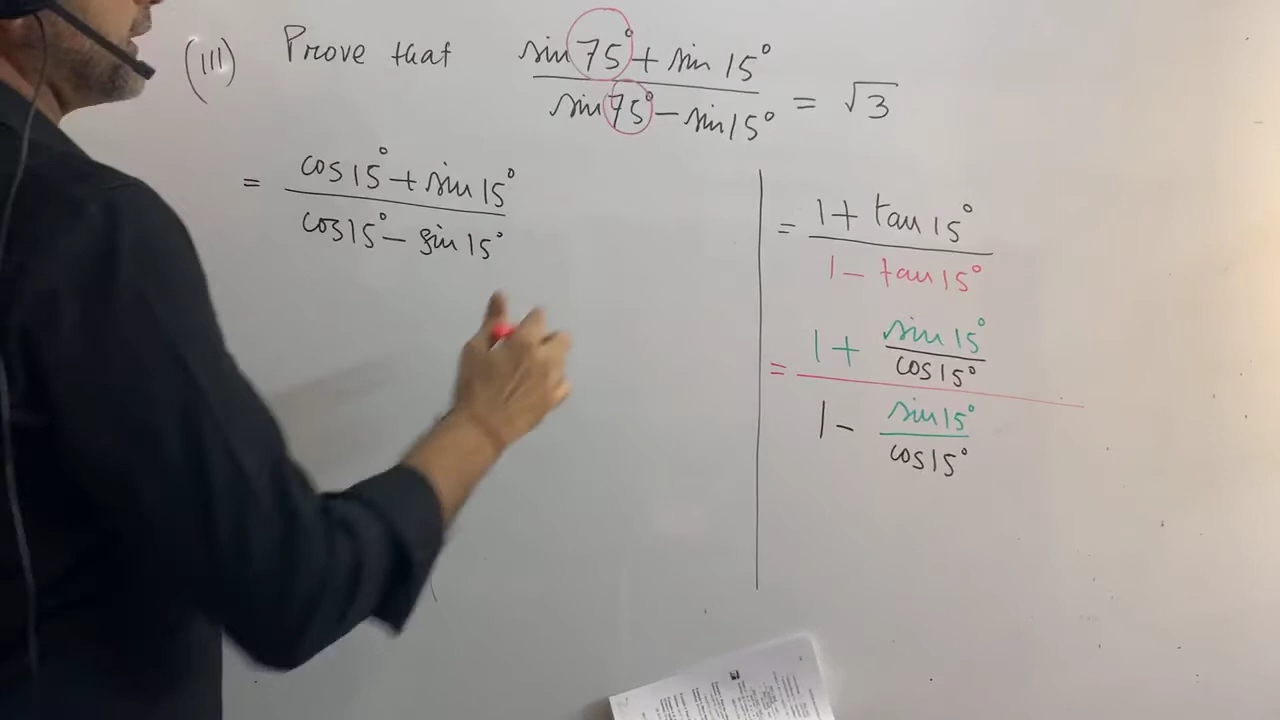 (III) Prove that sin 75° + sin 15° / sin 75° - sin 15° = √3
= cos 15° + sin 15° / cos 15° - sin 15°
= 1 + tan 15° / 1 - tan 15°
= 1 + sin 15° / cos 15°
1 - sin 15° / cos 15°